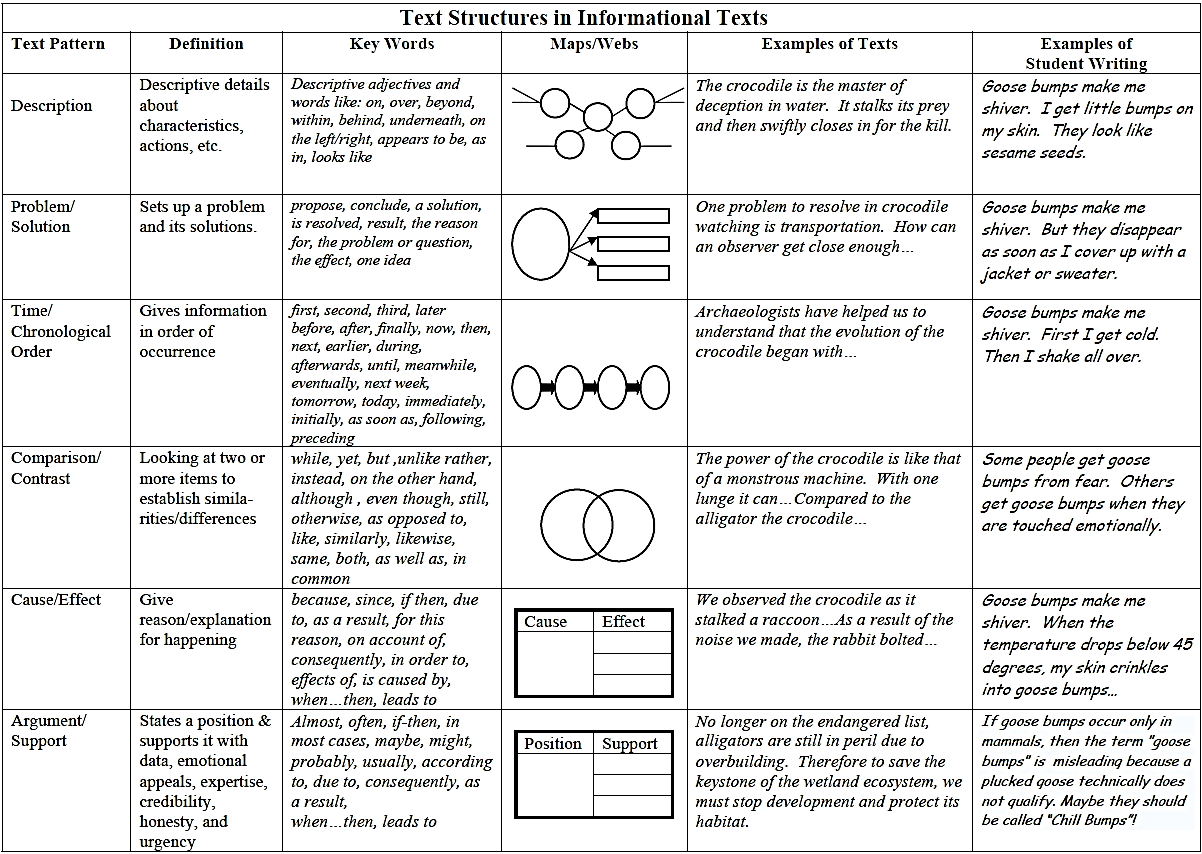 Text Structures in Informational Texts
Text Pattern
Definition
Key Words
Maps/Webs
Examples of Texts
Examples of
Student Writing
Description
Descriptive details
about
characteristics,
actions, etc.
Descriptive adjectives and
words like: on, over, beyond,
within, behind, underneath, on
the left/right, appears to be, as
in, looks like
The crocodile is the master of
deception in water.  It stalks its prey
and then swiftly closes in for the kill.
Goose bumps make me
shiver.  I get little bumps on
my skin.  They look like
sesame seeds.
Problem/
Solution
Sets up a problem
and its solutions.
propose, conclude, a solution,
is resolved, result, the reason
for, the problem or question,
the effect, one idea
One problem to resolve in crocodile
watching is transportation.  How can
an observer get close enough…
Goose bumps make me
shiver.  But they disappear
as soon as I cover up with a
jacket or sweater.
Time/
Chronological
Order
Gives information
in order of
occurrence
first, second, third, later
before, after, finally, now, then,
next, earlier, during,
afterwards, until, meanwhile,
eventually, next week,
tomorrow, today, immediately,
initially, as soon as, following,
preceding
Archaeologists have helped us to
understand that the evolution of the
crocodile began with…
Goose bumps make me
shiver.  First I get cold.
Then I shake all over.
Comparison/
Contrast
Looking at two or
more items to
establish simila-
rities/differences
while, yet, but ,unlike rather,
instead, on the other hand,
although , even though, still,
otherwise, as opposed to,
like, similarly, likewise,
same, both, as well as, in
common
The power of the crocodile is like that
of a monstrous machine.  With one
lunge it can…Compared to the
alligator the crocodile…
Some people get goose
bumps from fear.  Others
get goose bumps when they
are touched emotionally.
Cause/Effect
Give
reason/explanation
for happening
because, since, if then, due
to, as a result, for this
reason, on account of,
consequently, in order to,
effects of, is caused by,
when…then, leads to
Cause
Effect
We observed the crocodile as it
stalked a raccoon…As a result of the
noise we made, the rabbit bolted…
Goose bumps make me
shiver.  When the
temperature drops below 45
degrees, my skin crinkles
into goose bumps…
Argument/
Support
States a position &
supports it with
data, emotional
appeals, expertise,
credibility,
honesty, and
urgency
Almost, often, if-then, in
most cases, maybe, might,
probably, usually, according
to, due to, consequently, as
a result,
when…then, leads to
Position
Support
No longer on the endangered list,
alligators are still in peril due to
overbuilding.  Therefore to save the
keystone of the wetland ecosystem, we
must stop development and protect its
habitat.
If goose bumps occur only in
mammals, then the term "goose
bumps" is  misleading because a
plucked goose technically does
not qualify. Maybe they should
be called "Chill Bumps"!